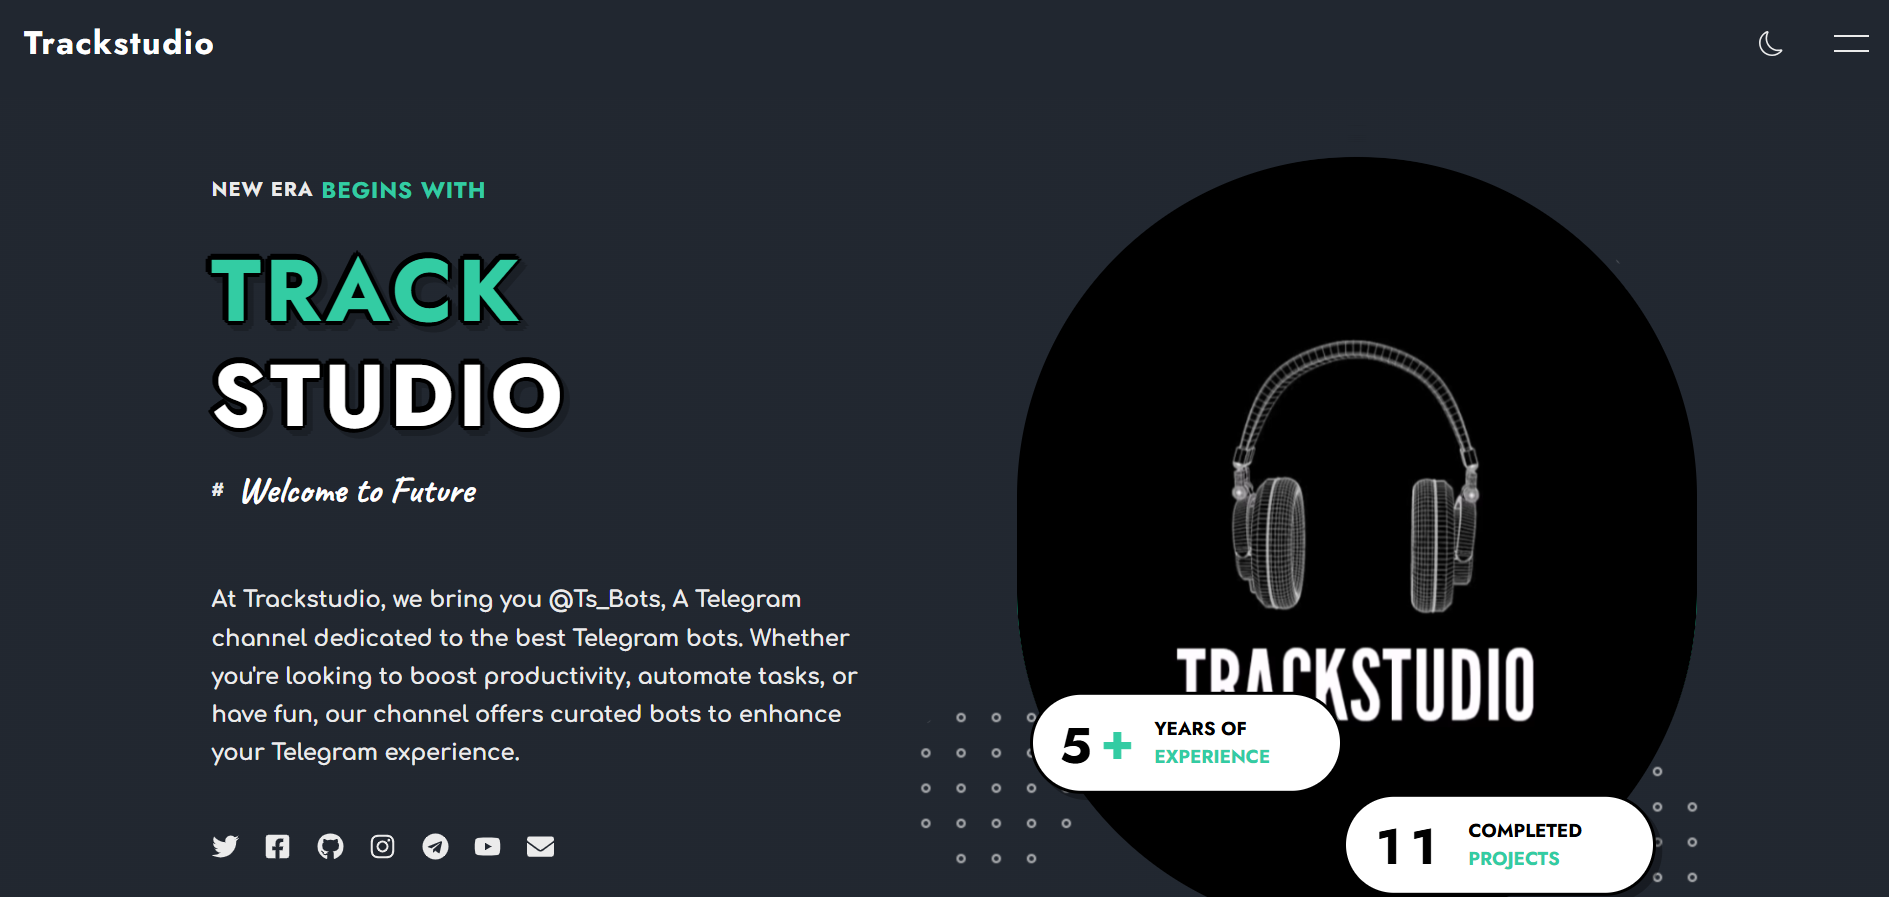 Trackstudio
NEW ERA BEGINS WITH
TRACK
STUDIO
# Welcome to Future
At Trackstudio, we bring you @Ts_Bots, A Telegram
channel dedicated to the best Telegram bots. Whether
you're looking to boost productivity, automate tasks, or
have fun, our channel offers curated bots to enhance
your Telegram experience.
TRACKSTUDIO
5 + YEARS OF
EXPERIENCE
11 COMPLETED
PROJECTS